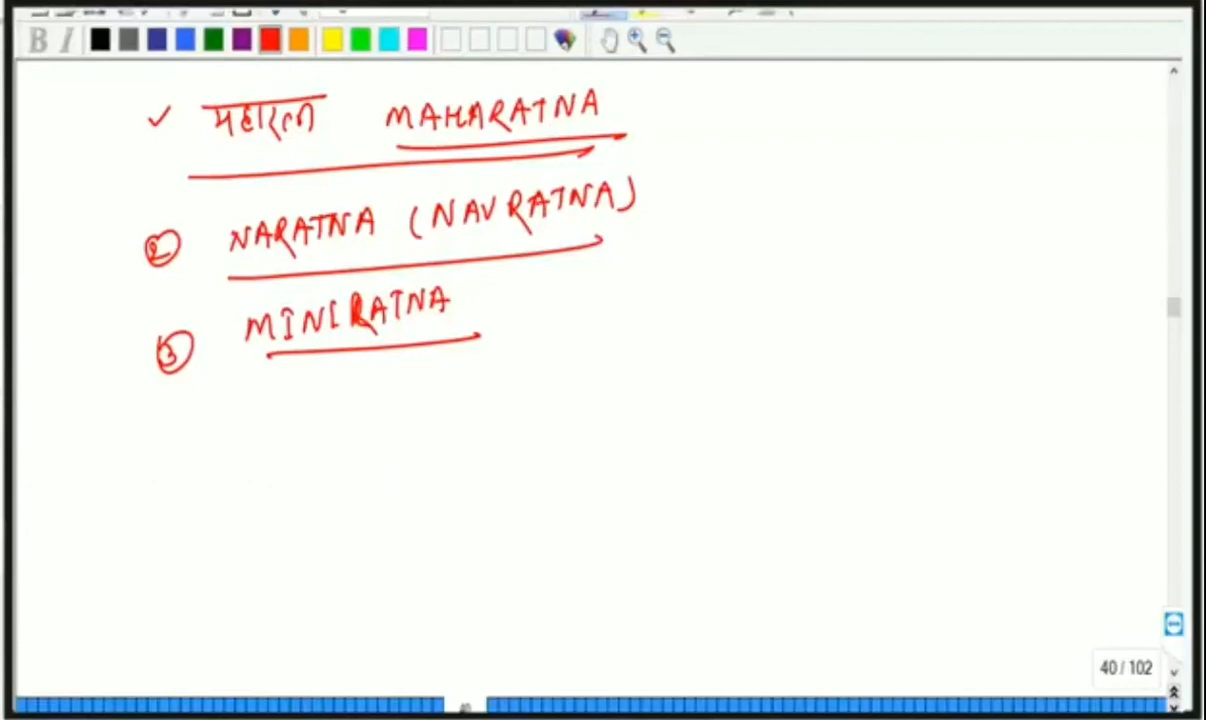 ✓ महारत्न MAHARATNA
② NARATNA (NAVRATNA)
③ MINIRATNA
40 / 102